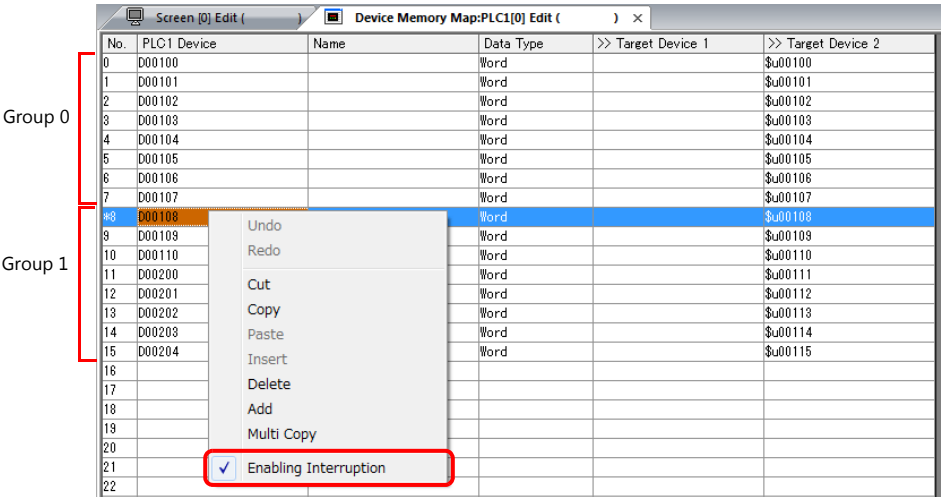 Screen [0] Edit ( ) Device Memory Map:PLC1[0] Edit ( ) ×
No. PLC1 Device Name Data Type >> Target Device 1 >> Target Device 2
0 D00100 Word $u00100
1 D00101 Word $u00101
2 D00102 Word $u00102
Group 0
3 D00103 Word $u00103
4 D00104 Word $u00104
5 D00105 Word $u00105
6 D00106 Word $u00106
7 D00107 Word $u00107
*8 D00108 Word $u00108
9 D00109 Word $u00109
10 D00110 Word $u00110
Group 1
11 D00200 Word $u00111
12 D00201 Word $u00112
13 D00202 Word $u00113
14 D00203 Word $u00114
15 D00204 Word $u00115
16
17
18
19
20
21
22
Undo
Redo
Cut
Copy
Paste
Insert
Delete
Add
Multi Copy
✓ Enabling Interruption